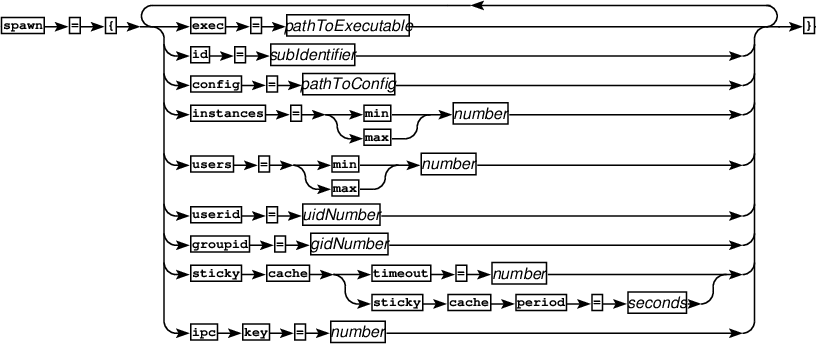 spawn = { exec = pathToExecutable }
id = subIdentifier
config = pathToConfig
instances = min number
max
users = min number
max
userid = uidNumber
groupid = gidNumber
sticky cache timeout = number
sticky cache period = seconds
ipc key = number